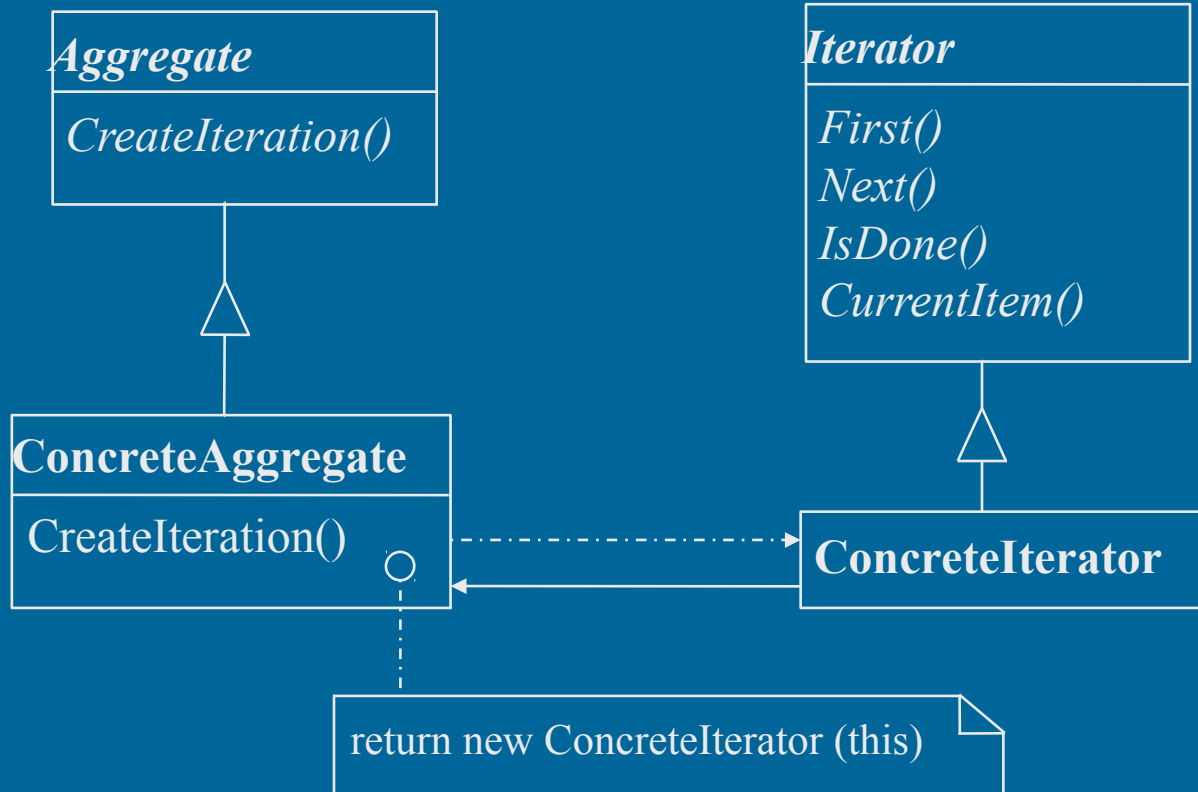 Aggregate
CreateIteration()
Iterator
First()
Next()
IsDone()
CurrentItem()
ConcreteAggregate
CreateIteration()
ConcreteIterator
return new ConcreteIterator (this)